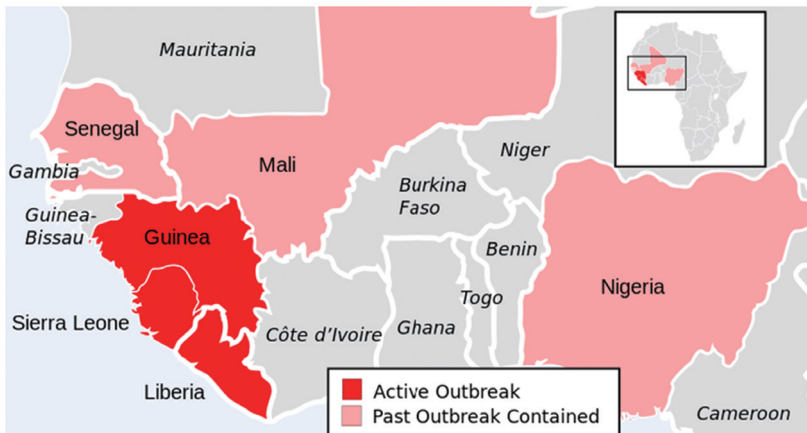 Mauritania
Senegal
Mali
Niger
Gambia
Burkina
Faso
Guinea-
Bissau
Guinea
Benin
Nigeria
Togo
Sierra Leone
Côte d’Ivoire
Ghana
Liberia
Active Outbreak
Past Outbreak Contained
Cameroon